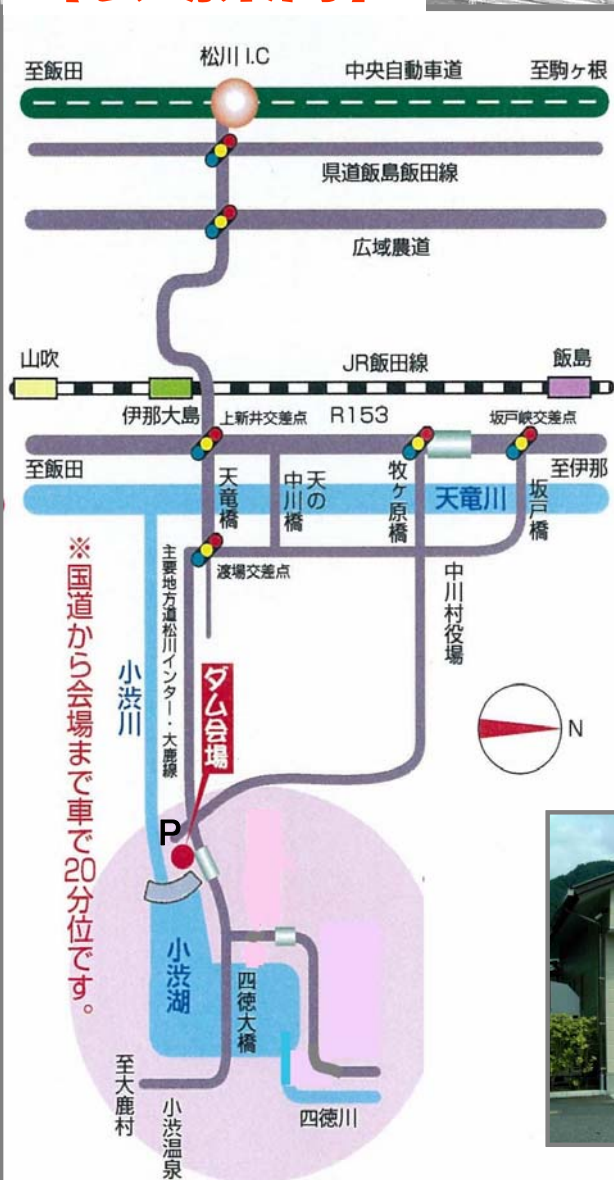 松川 I.C
至飯田
中央自動車道
至駒ヶ根
県道飯島飯田線
広域農道
山吹
JR飯田線
飯島
伊那大島
上新井交差点
R153
坂戸峡交差点
至飯田
至伊那
天竜橋
天の
中川橋
牧ヶ原橋
天竜川
坂戸橋
主要地方道松川インター・大鹿線
渡場交差点
中川村役場
※国道から会場まで車で20分位です。
小渋川
ダム会場
N
P
小渋湖
四徳大橋
至大鹿村
小渋温泉
四徳川